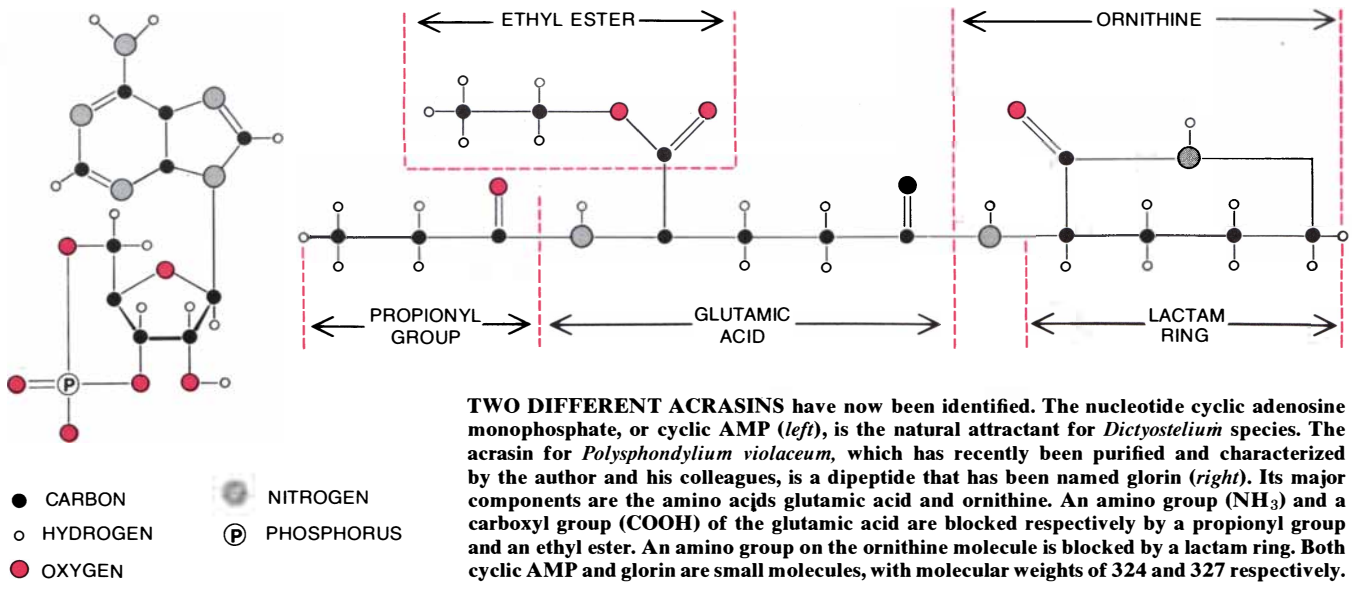 ETHYL ESTER
ORNITHINE
PROPIONYL
GROUP
GLUTAMIC
ACID
LACTAM
RING
P
CARBON
HYDROGEN
OXYGEN
NITROGEN
P PHOSPHORUS
TWO DIFFERENT ACRASINS have now been identified. The nucleotide cyclic adenosine
monophosphate, or cyclic AMP (left), is the natural attractant for Dictyostelium species. The
acrasin for Polysphondylium violaceum, which has recently been purified and characterized
by the author and his colleagues, is a dipeptide that has been named glorin (right). Its major
components are the amino acids glutamic acid and ornithine. An amino group (NH₃) and a
carboxyl group (COOH) of the glutamic acid are blocked respectively by a propionyl group
and an ethyl ester. An amino group on the ornithine molecule is blocked by a lactam ring. Both
cyclic AMP and glorin are small molecules, with molecular weights of 324 and 327 respectively.